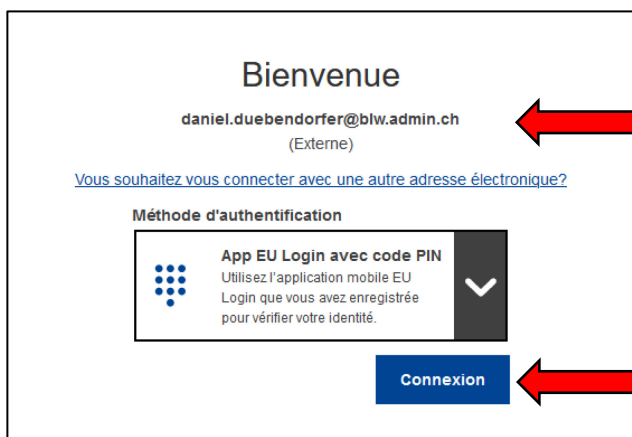 Bienvenue
daniel.duebendorfer@blw.admin.ch
(Externe)
Vous souhaitez vous connecter avec une autre adresse électronique?
Méthode d'authentification
App EU Login avec code PIN
Utilisez l'application mobile EU
Login que vous avez enregistrée
pour vérifier votre identité.
Connexion